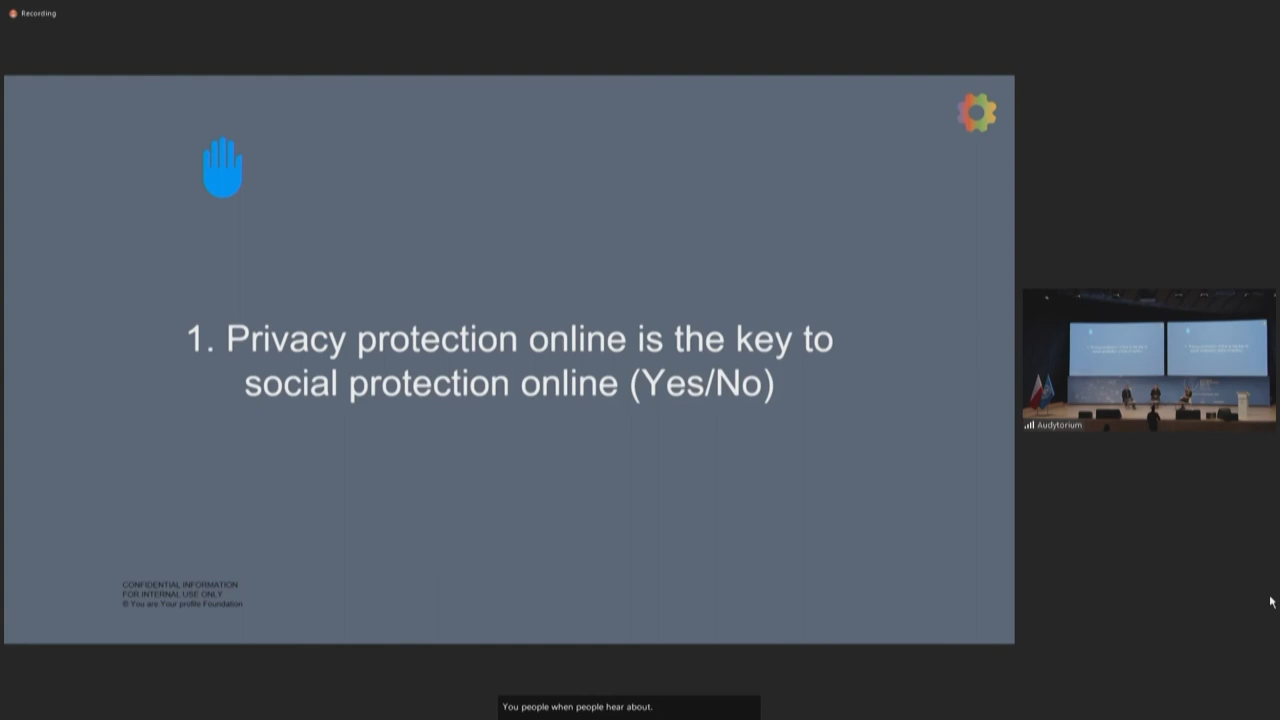 Recording
1. Privacy protection online is the key to
social protection online (Yes/No)
CONFIDENTIAL INFORMATION
FOR INTERNAL USE ONLY
© You are Your profile Foundation
Audytorium
You people when people hear about.